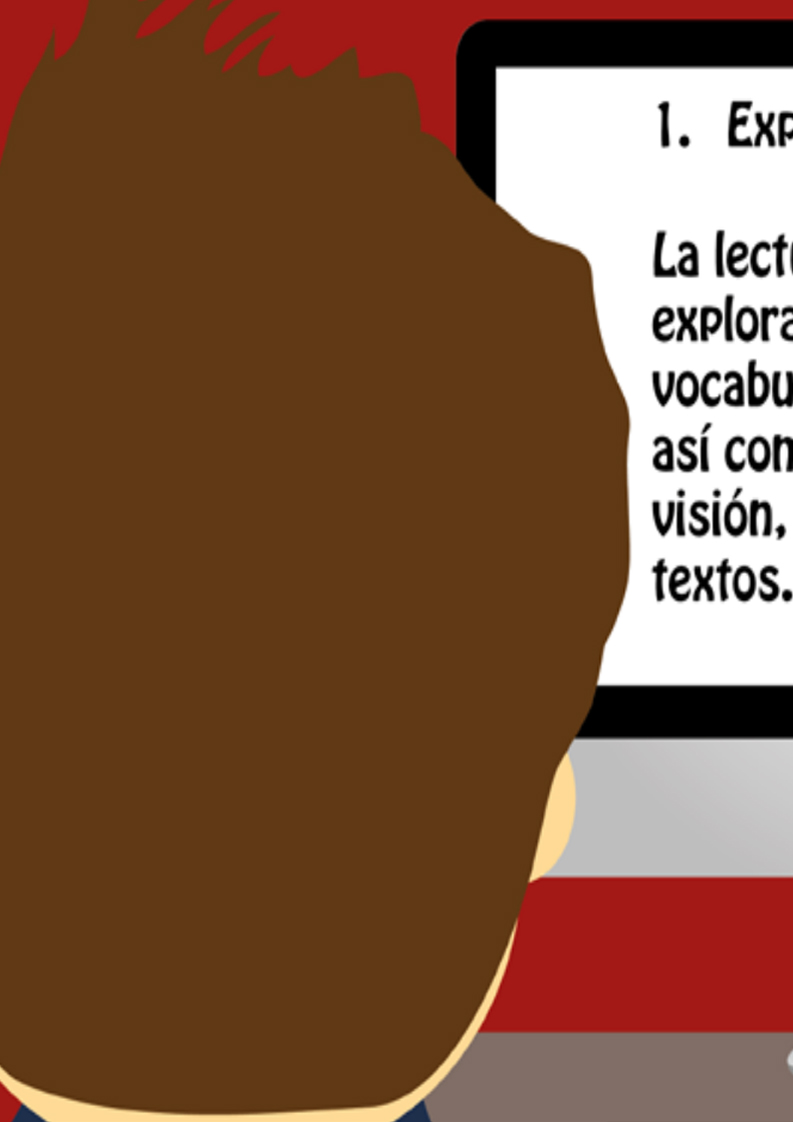 1. Exp
La lect
explora
vocabu
así com
visión,
textos.